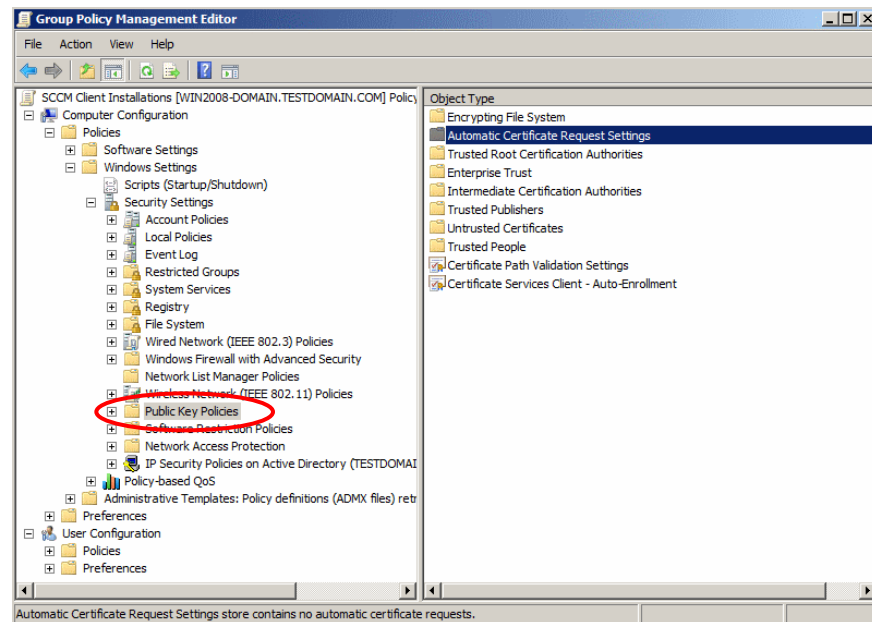 Group Policy Management Editor
File Action View Help
SCCM Client Installations [WIN2008-DOMAIN.TESTDOMAIN.COM] Policy
Computer Configuration
Policies
Software Settings
Windows Settings
Scripts (Startup/Shutdown)
Security Settings
Account Policies
Local Policies
Event Log
Restricted Groups
System Services
Registry
File System
Wired Network (IEEE 802.3) Policies
Windows Firewall with Advanced Security
Network List Manager Policies
Wireless Network (IEEE 802.11) Policies
Public Key Policies
Software Restriction Policies
Network Access Protection
IP Security Policies on Active Directory (TESTDOMAI
Policy-based QoS
Administrative Templates: Policy definitions (ADMX files) retr
Preferences
User Configuration
Policies
Preferences
Object Type
Encrypting File System
Automatic Certificate Request Settings
Trusted Root Certification Authorities
Enterprise Trust
Intermediate Certification Authorities
Trusted Publishers
Untrusted Certificates
Trusted People
Certificate Path Validation Settings
Certificate Services Client - Auto-Enrollment
Automatic Certificate Request Settings store contains no automatic certificate requests.